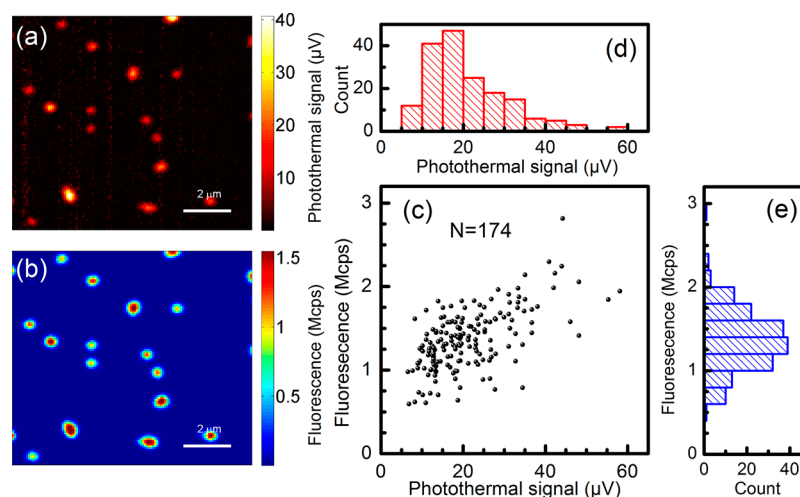 (a)
2 µm
40
30
20
10
Photothermal signal (µV)
(b)
2 µm
1.5
1
0.5
Fluorescence (Mcps)
(d)
Count
40
20
0
0 20 40 60
Photothermal signal (µV)
(c)
N=174
Fluoresecence (Mcps)
3
2
1
0
0 20 40 60
Photothermal signal (µV)
(e)
Fluoresecence (Mcps)
3
2
1
0
0 20 40
Count